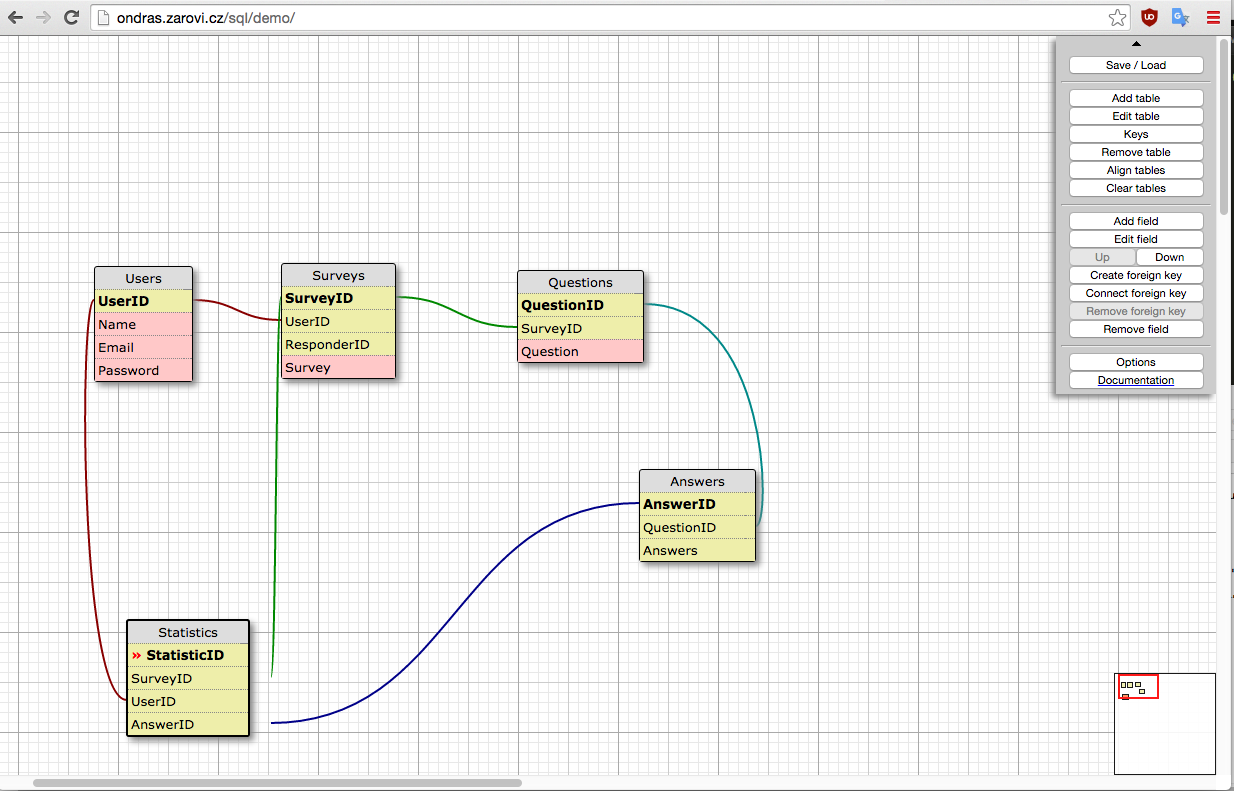 ondras.zarovi.cz/sql/demo/
Save / Load
Add table
Edit table
Keys
Remove table
Align tables
Clear tables
Add field
Edit field
Up Down
Create foreign key
Connect foreign key
Remove foreign key
Remove field
Options
Documentation
Users
UserID
Name
Email
Password
Surveys
SurveyID
UserID
ResponderID
Survey
Questions
QuestionID
SurveyID
Question
Answers
AnswerID
QuestionID
Answers
Statistics
» StatisticID
SurveyID
UserID
AnswerID